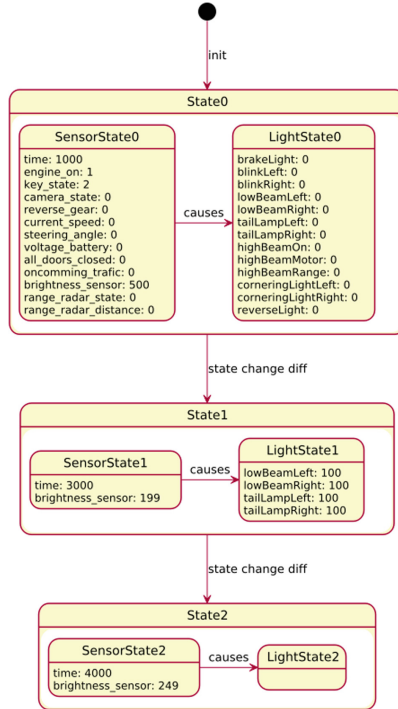 init
State0
SensorState0
time: 1000
engine_on: 1
key_state: 2
camera_state: 0
reverse_gear: 0
current_speed: 0
steering_angle: 0
voltage_battery: 0
all_doors_closed: 0
oncomming_trafic: 0
brightness_sensor: 500
range_radar_state: 0
range_radar_distance: 0
causes
LightState0
brakeLight: 0
blinkLeft: 0
blinkRight: 0
lowBeamLeft: 0
lowBeamRight: 0
tailLampLeft: 0
tailLampRight: 0
highBeamOn: 0
highBeamMotor: 0
highBeamRange: 0
corneringLightLeft: 0
corneringLightRight: 0
reverseLight: 0
state change diff
State1
SensorState1
time: 3000
brightness_sensor: 199
causes
LightState1
lowBeamLeft: 100
lowBeamRight: 100
tailLampLeft: 100
tailLampRight: 100
state change diff
State2
SensorState2
time: 4000
brightness_sensor: 249
causes
LightState2